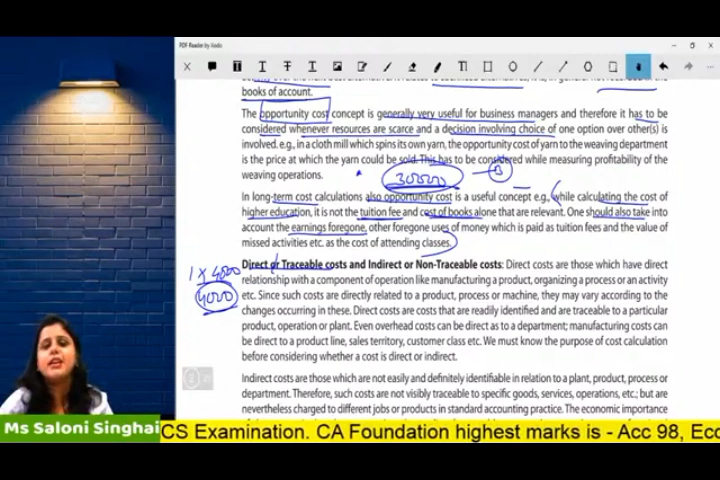 PDF Reader by Xodo
books of account.
The opportunity cost concept is generally very useful for business managers and therefore it has to be
considered whenever resources are scarce and a decision involving choice of one option over other(s) is
involved. e.g., in a cloth mill which spins its own yarn, the opportunity cost of yarn to the weaving department
is the price at which the yarn could be sold. This has to be considered while measuring profitability of the
weaving operations.
30000
B
In long-term cost calculations also opportunity cost is a useful concept e.g., while calculating the cost of
higher education, it is not the tuition fee and cost of books alone that are relevant. One should also take into
account the earnings foregone, other foregone uses of money which is paid as tuition fees and the value of
missed activities etc. as the cost of attending classes.
1 x 4000
4000
Direct or Traceable costs and Indirect or Non-Traceable costs: Direct costs are those which have direct
relationship with a component of operation like manufacturing a product, organizing a process or an activity
etc. Since such costs are directly related to a product, process or machine, they may vary according to the
changes occurring in these. Direct costs are costs that are readily identified and are traceable to a particular
product, operation or plant. Even overhead costs can be direct as to a department; manufacturing costs can
be direct to a product line, sales territory, customer class etc. We must know the purpose of cost calculation
before considering whether a cost is direct or indirect.
Indirect costs are those which are not easily and definitely identifiable in relation to a plant, product, process or
department. Therefore, such costs are not visibly traceable to specific goods, services, operations, etc.; but are
nevertheless charged to different jobs or products in standard accounting practice. The economic importance
Ms Saloni Singhai
CS Examination. CA Foundation highest marks is - Acc 98, Eco